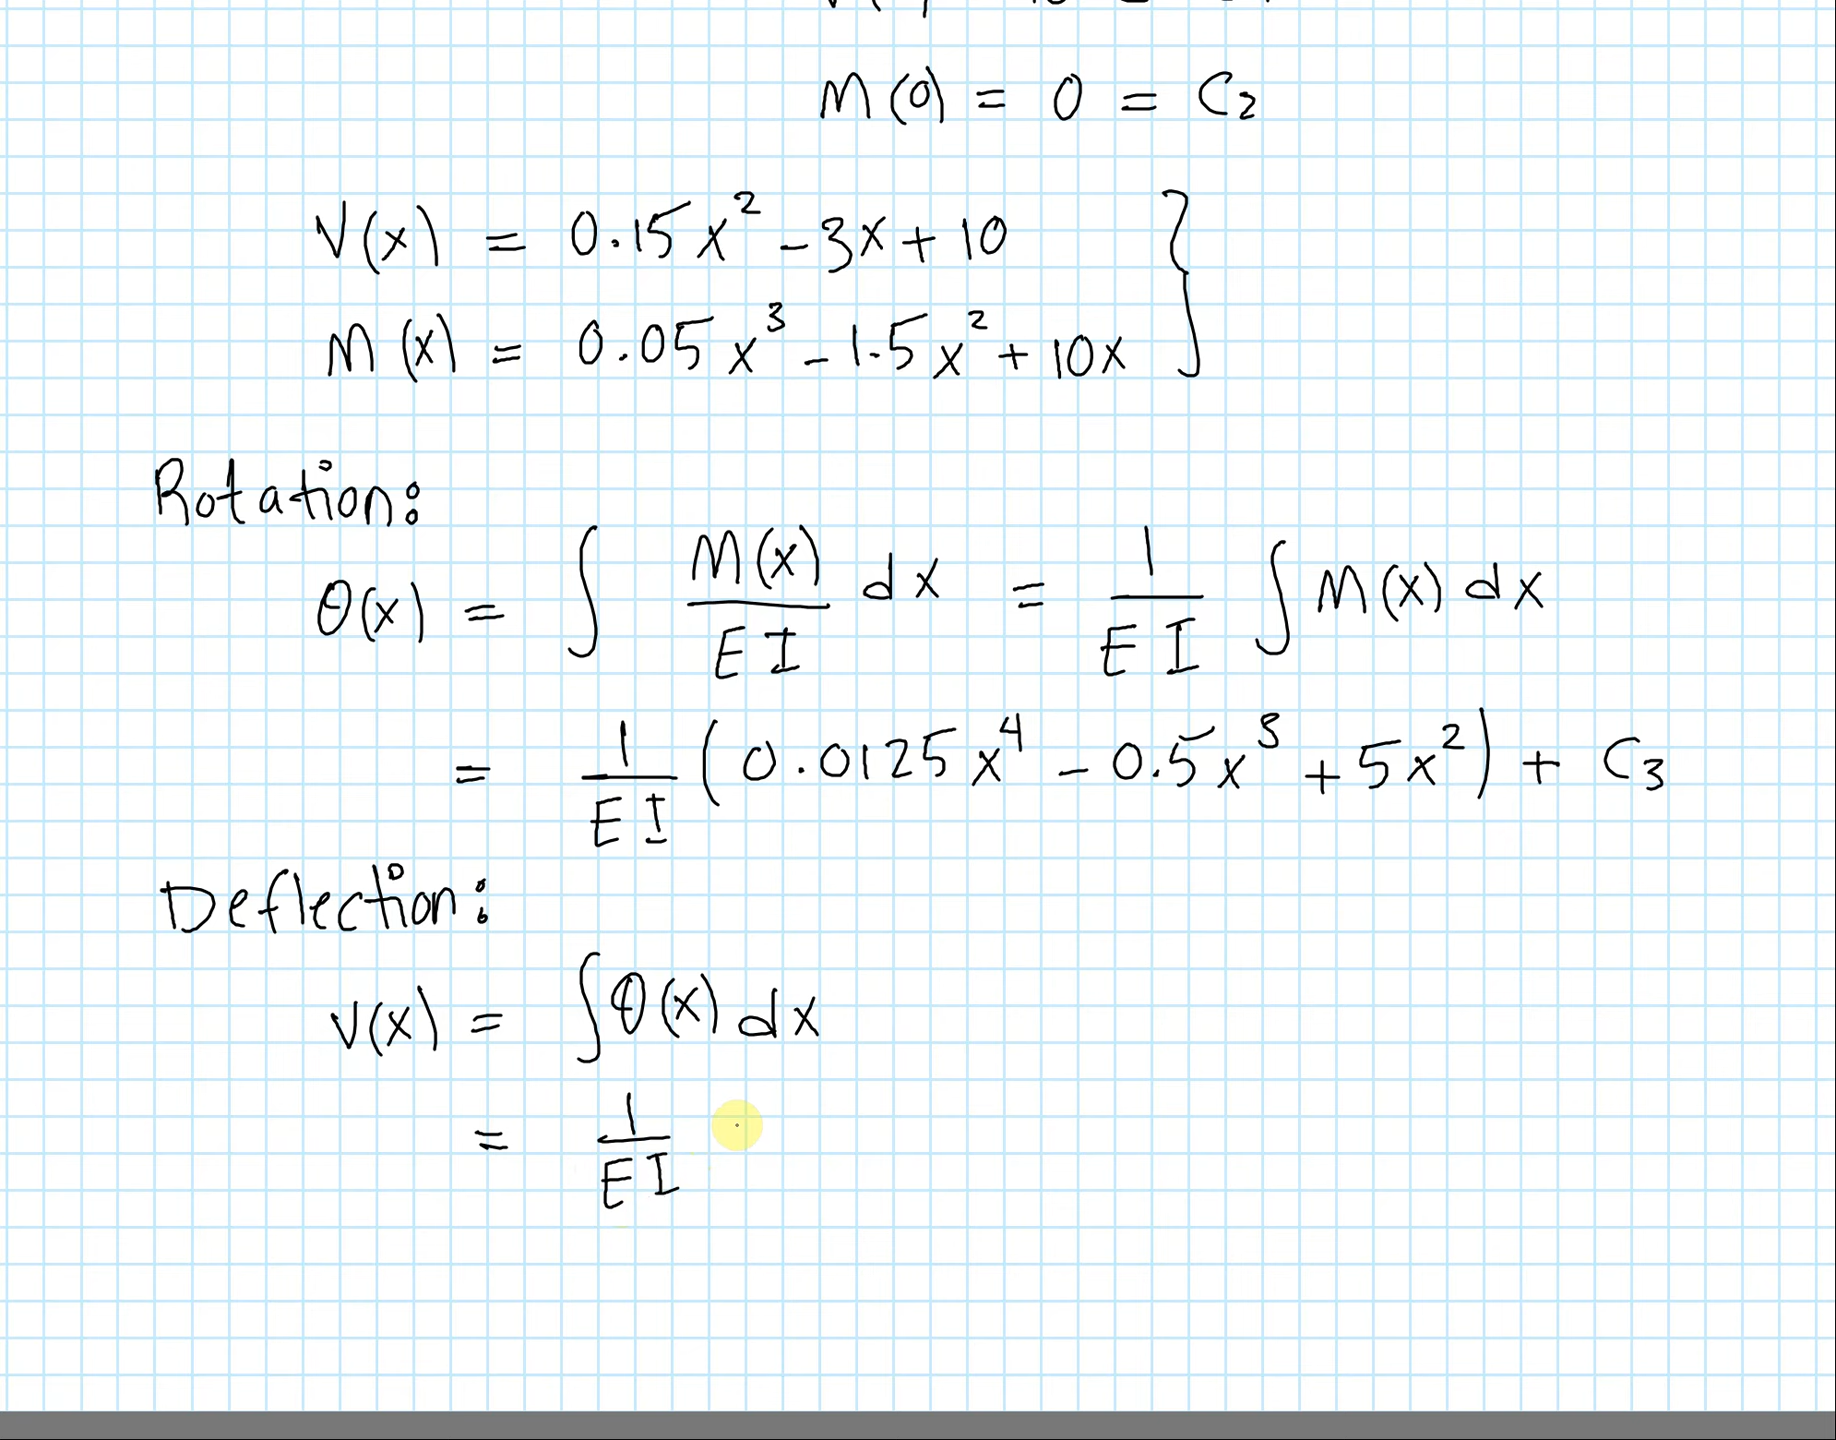 M(0) = 0 = C₂
V(x) = 0.15x² - 3x + 10
M(x) = 0.05x³ - 1.5x² + 10x
Rotation:
θ(x) = ∫ M(x)/EI dx = 1/EI ∫ M(x) dx
= 1/EI (0.0125x⁴ - 0.5x³ + 5x²) + C₃
Deflection:
v(x) = ∫θ(x) dx
= 1/EI